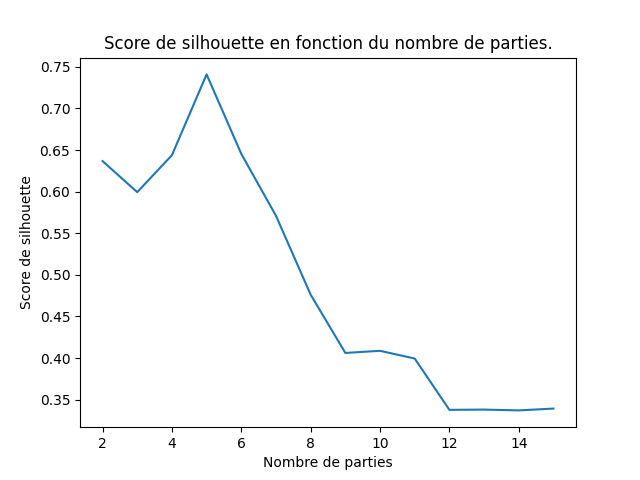 Score de silhouette en fonction du nombre de parties.
0.75
0.70
0.65
0.60
0.55
0.50
0.45
0.40
0.35
Score de silhouette
2 4 6 8 10 12 14
Nombre de parties